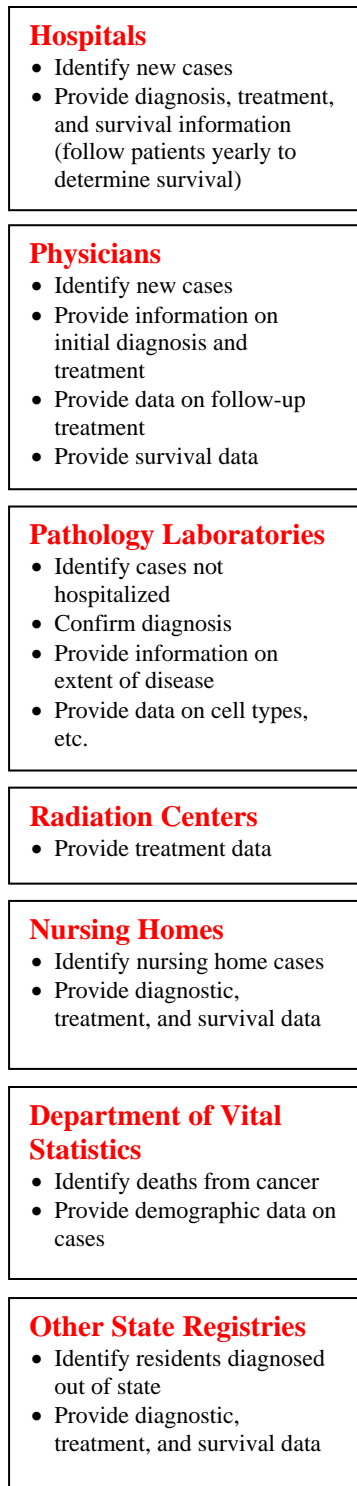 Hospitals
• Identify new cases
• Provide diagnosis, treatment,
and survival information
(follow patients yearly to
determine survival)
Physicians
• Identify new cases
• Provide information on
initial diagnosis and
treatment
• Provide data on follow-up
treatment
• Provide survival data
Pathology Laboratories
• Identify cases not
hospitalized
• Confirm diagnosis
• Provide information on
extent of disease
• Provide data on cell types,
etc.
Radiation Centers
• Provide treatment data
Nursing Homes
• Identify nursing home cases
• Provide diagnostic,
treatment, and survival data
Department of Vital
Statistics
• Identify deaths from cancer
• Provide demographic data on
cases
Other State Registries
• Identify residents diagnosed
out of state
• Provide diagnostic,
treatment, and survival data